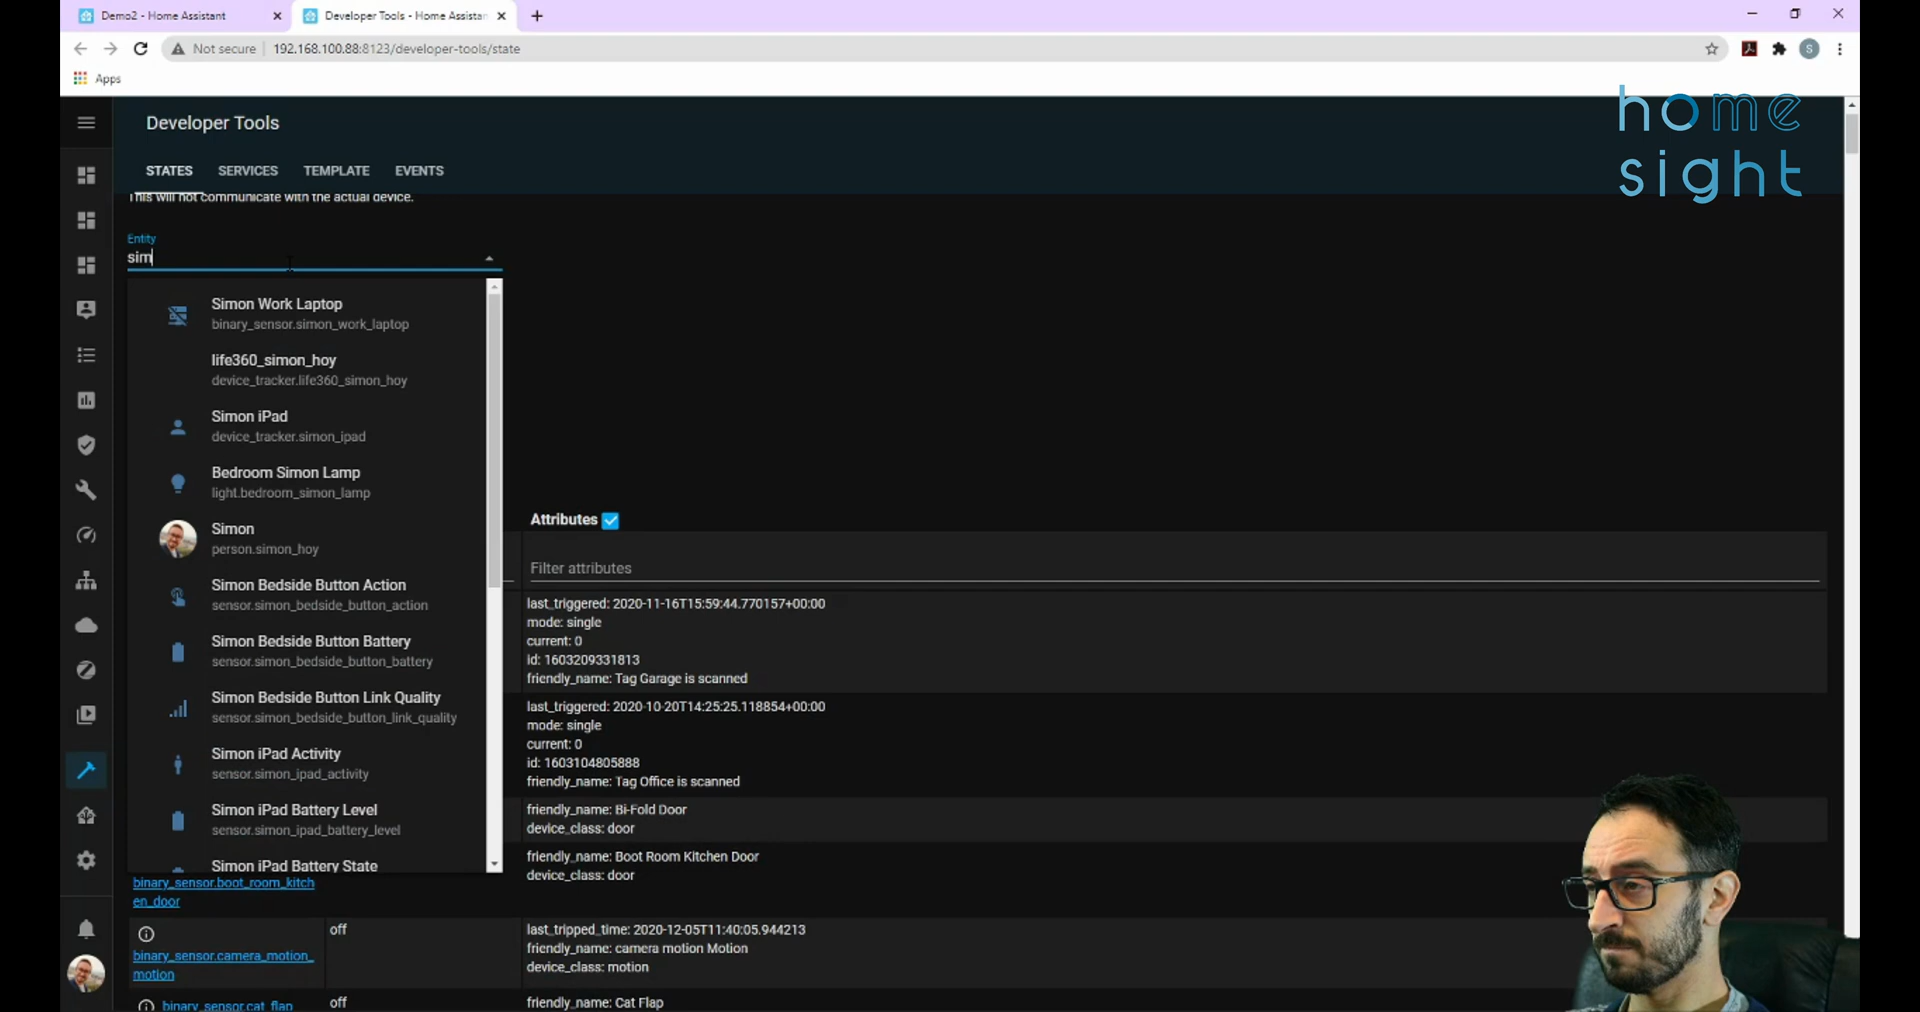 Demo2 - Home Assistant
Developer Tools - Home Assistan
Not secure
192.168.100.88:8123/developer-tools/state
S
Apps
home
sight
Developer Tools
STATES
SERVICES
TEMPLATE
EVENTS
This will not communicate with the actual device.
Entity
sim
Simon Work Laptop
binary_sensor.simon_work_laptop
life360_simon_hoy
device_tracker.life360_simon_hoy
Simon iPad
device_tracker.simon_ipad
Bedroom Simon Lamp
light.bedroom_simon_lamp
Simon
person.simon_hoy
Simon Bedside Button Action
sensor.simon_bedside_button_action
Simon Bedside Button Battery
sensor.simon_bedside_button_battery
Simon Bedside Button Link Quality
sensor.simon_bedside_button_link_quality
Simon iPad Activity
sensor.simon_ipad_activity
Simon iPad Battery Level
sensor.simon_ipad_battery_level
Simon iPad Battery State
Attributes
Filter attributes
last_triggered: 2020-11-16T15:59:44.770157+00:00
mode: single
current: 0
id: 1603209331813
friendly_name: Tag Garage is scanned
last_triggered: 2020-10-20T14:25:25.118854+00:00
mode: single
current: 0
id: 1603104805888
friendly_name: Tag Office is scanned
friendly_name: Bi-Fold Door
device_class: door
binary_sensor.boot_room_kitch
en_door
friendly_name: Boot Room Kitchen Door
device_class: door
binary_sensor.camera_motion_
motion
off
last_tripped_time: 2020-12-05T11:40:05.944213
friendly_name: camera motion Motion
device_class: motion
binary_sensor.cat_flap
off
friendly_name: Cat Flap